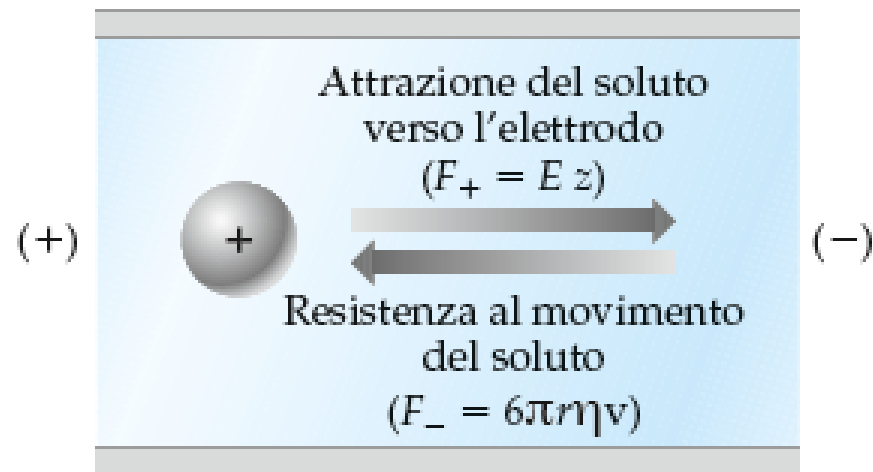 Attrazione del soluto
verso l'elettrodo
(F₊ = E z)
(+)
+
(−)
Resistenza al movimento
del soluto
(F₋ = 6πrηv)